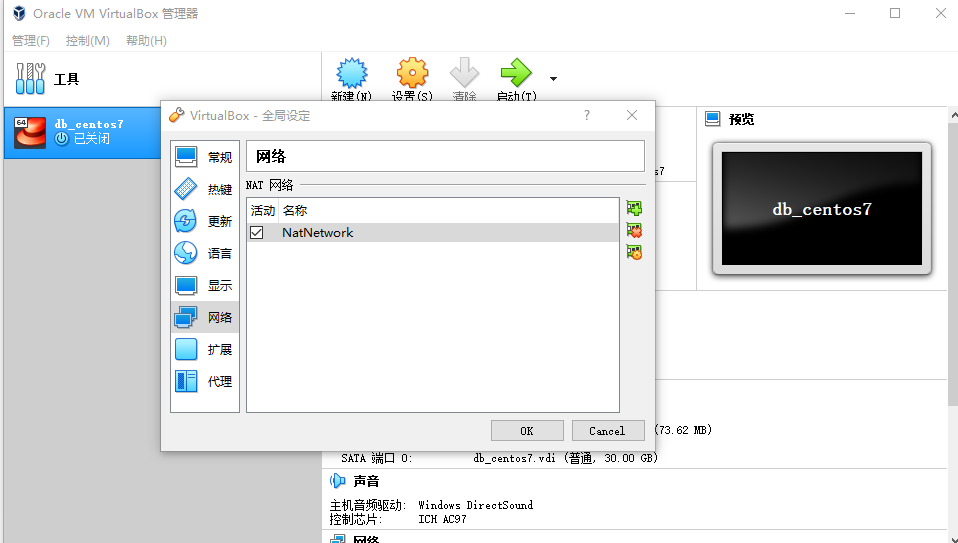 Oracle VM VirtualBox 管理器
管理(F) 控制(M) 帮助(H)
工具
新建(N) 设置(S) 清除 启动(T)
64
db_centos7
已关闭
预览
db_centos7
VirtualBox - 全局设定
?
常规
热键
更新
语言
显示
网络
扩展
代理
网络
NAT 网络
活动 名称
NatNetwork
OK Cancel
s7
(73.62 MB)
SATA 端口 0: db_centos7.vdi (普通, 30.00 GB)
声音
主机音频驱动: Windows DirectSound
控制芯片: ICH AC97
网络